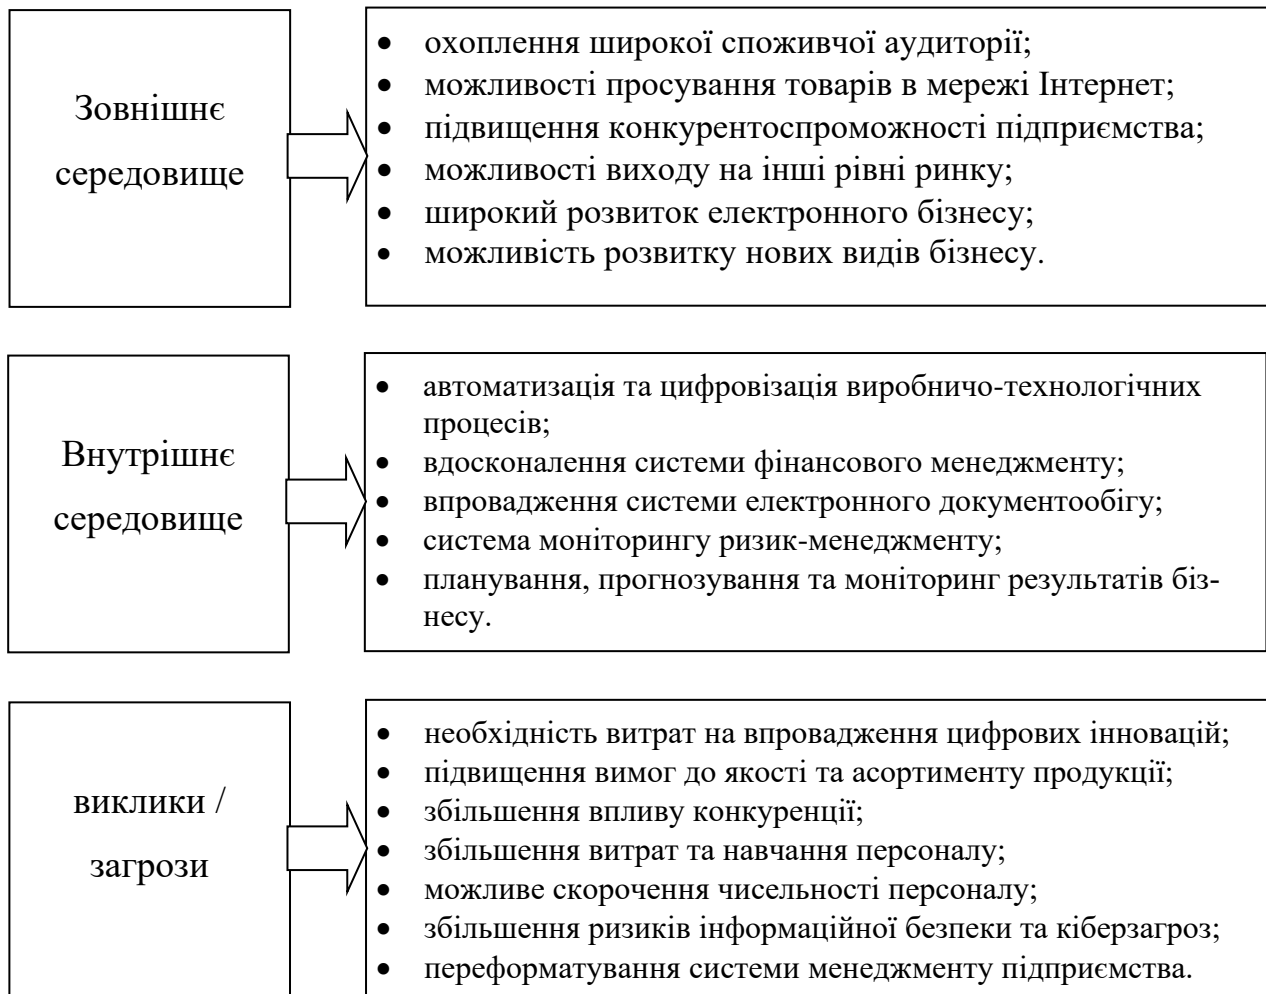 Зовнішнє
середовище
• охоплення широкої споживчої аудиторії;
• можливості просування товарів в мережі Інтернет;
• підвищення конкурентоспроможності підприємства;
• можливості виходу на інші рівні ринку;
• широкий розвиток електронного бізнесу;
• можливість розвитку нових видів бізнесу.
Внутрішнє
середовище
• автоматизація та цифровізація виробничо-технологічних
процесів;
• вдосконалення системи фінансового менеджменту;
• впровадження системи електронного документообігу;
• система моніторингу ризик-менеджменту;
• планування, прогнозування та моніторинг результатів біз-
несу.
виклики /
загрози
• необхідність витрат на впровадження цифрових інновацій;
• підвищення вимог до якості та асортименту продукції;
• збільшення впливу конкуренції;
• збільшення витрат та навчання персоналу;
• можливе скорочення чисельності персоналу;
• збільшення ризиків інформаційної безпеки та кіберзагроз;
• переформатування системи менеджменту підприємства.